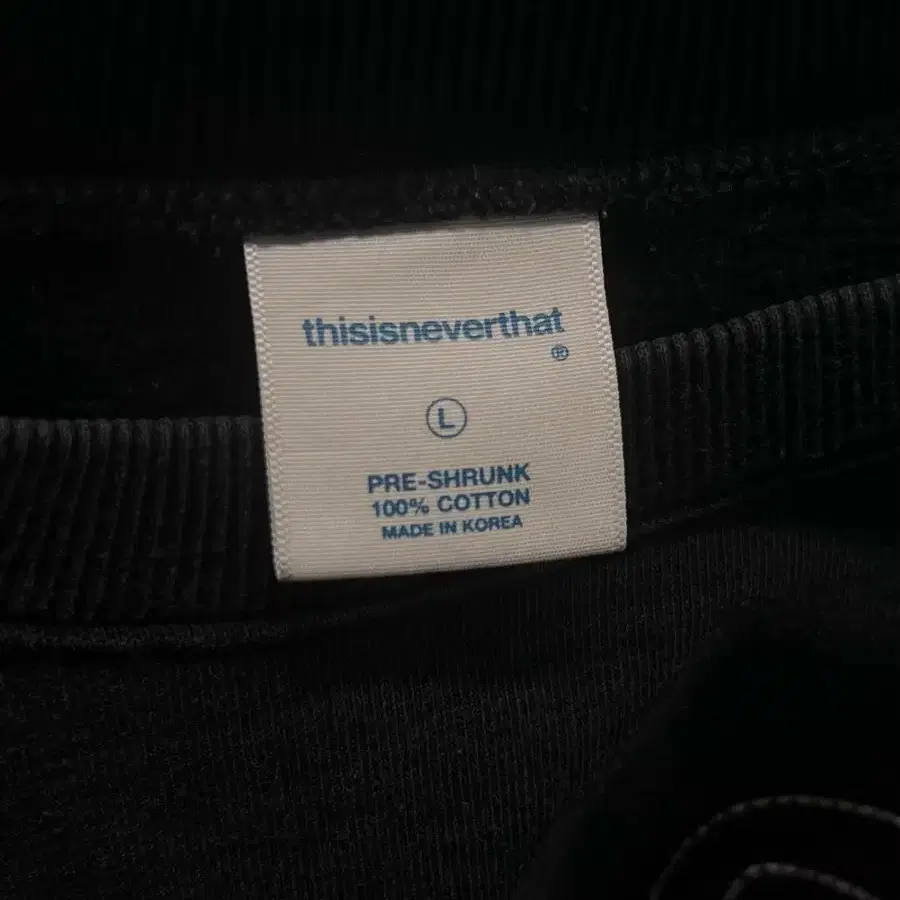 thisisneverthat
®
L
PRE-SHRUNK
100% COTTON
MADE IN KOREA